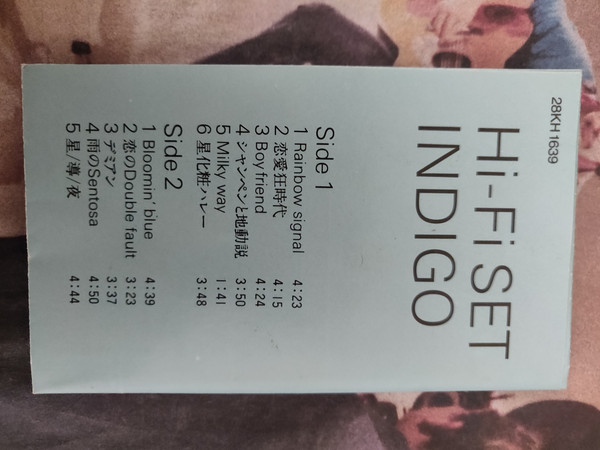 28KH1639
Hi-Fi SET
INDIGO
Side 1
1 Rainbow signal 4:23
2 恋愛狂時代 4:15
3 Boy friend 4:24
4 シャンペンと地動説 3:50
5 Milky way 1:41
6 星化粧ハレー 3:48
Side 2
1 Bloomin' blue 4:39
2 恋のDouble fault 3:23
3 デミアン 3:37
4 雨のSentosa 4:50
5 星/導/夜 4:44